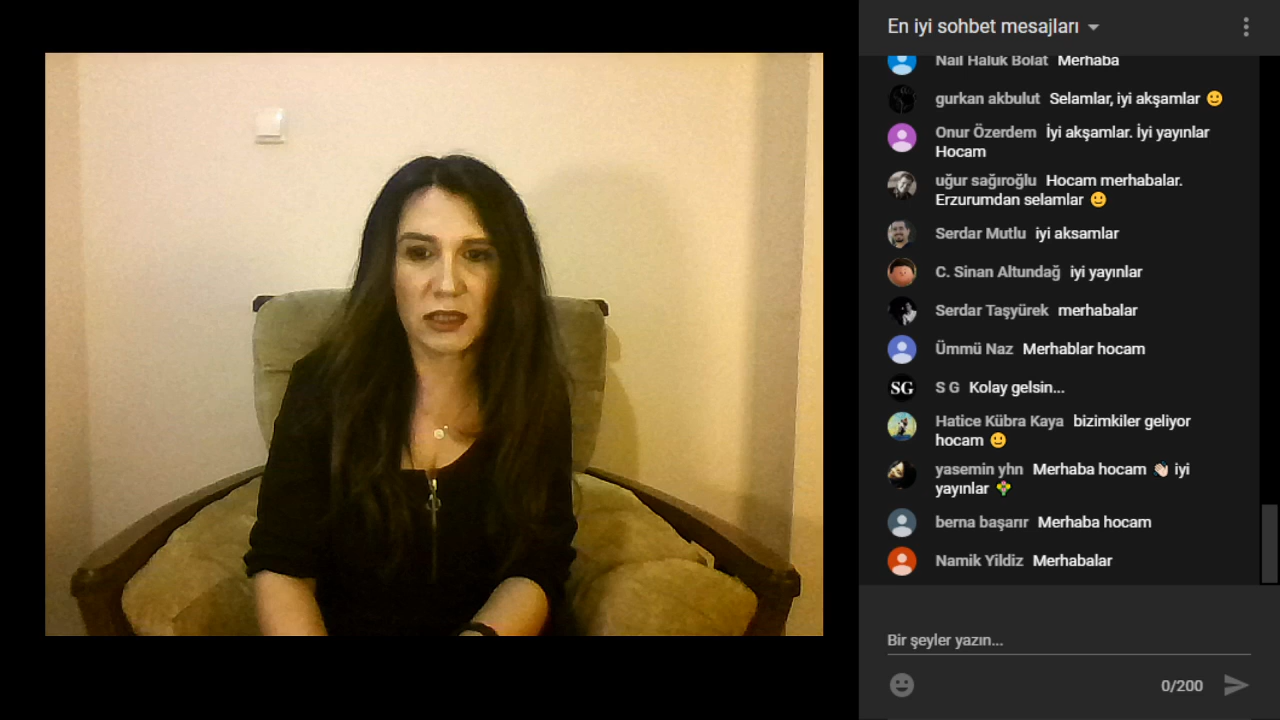 En iyi sohbet mesajları
Nail Haluk Bolat Merhaba
gurkan akbulut Selamlar, iyi akşamlar 🙂
Onur Özerdem İyi akşamlar. İyi yayınlar
Hocam
uğur sağıroğlu Hocam merhabalar.
Erzurumdan selamlar 🙂
Serdar Mutlu iyi aksamlar
C. Sinan Altundağ iyi yayınlar
Serdar Taşyürek merhabalar
Ümmü Naz Merhablar hocam
SG S G Kolay gelsin...
Hatice Kübra Kaya bizimkiler geliyor
hocam 🙂
yasemin yhn Merhaba hocam 👋🏻 iyi
yayınlar 💐
berna başarır Merhaba hocam
Namik Yildiz Merhabalar
Bir şeyler yazın...
0/200